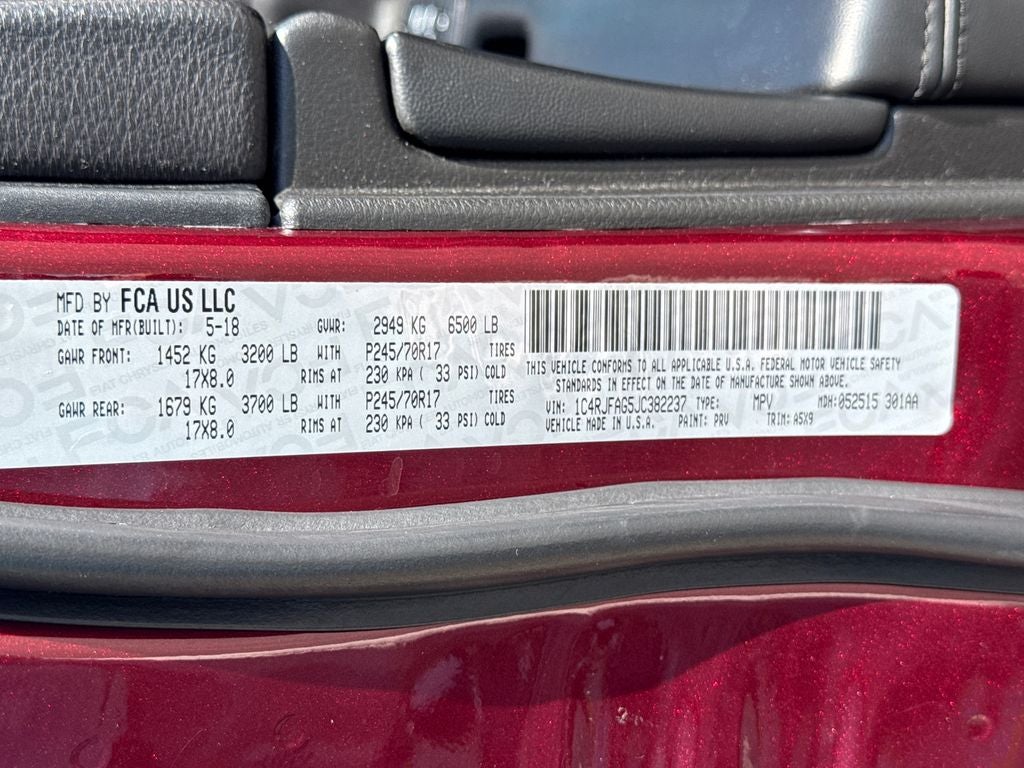 MFD BY FCA US LLC
DATE OF MFR(BUILT): 5-18 GVWR: 2949 KG 6500 LB
GAWR FRONT: 1452 KG 3200 LB WITH P245/70R17 TIRES
17X8.0 RIMS AT 230 KPA ( 33 PSI) COLD
GAWR REAR: 1679 KG 3700 LB WITH P245/70R17 TIRES
17X8.0 RIMS AT 230 KPA ( 33 PSI) COLD
THIS VEHICLE CONFORMS TO ALL APPLICABLE U.S.A. FEDERAL MOTOR VEHICLE SAFETY
STANDARDS IN EFFECT ON THE DATE OF MANUFACTURE SHOWN ABOVE.
VIN: 1C4RJFAG5JC382237 TYPE: MPV MDH:052515 301AA
VEHICLE MADE IN U.S.A. PAINT: PRV TRIM: A5X9